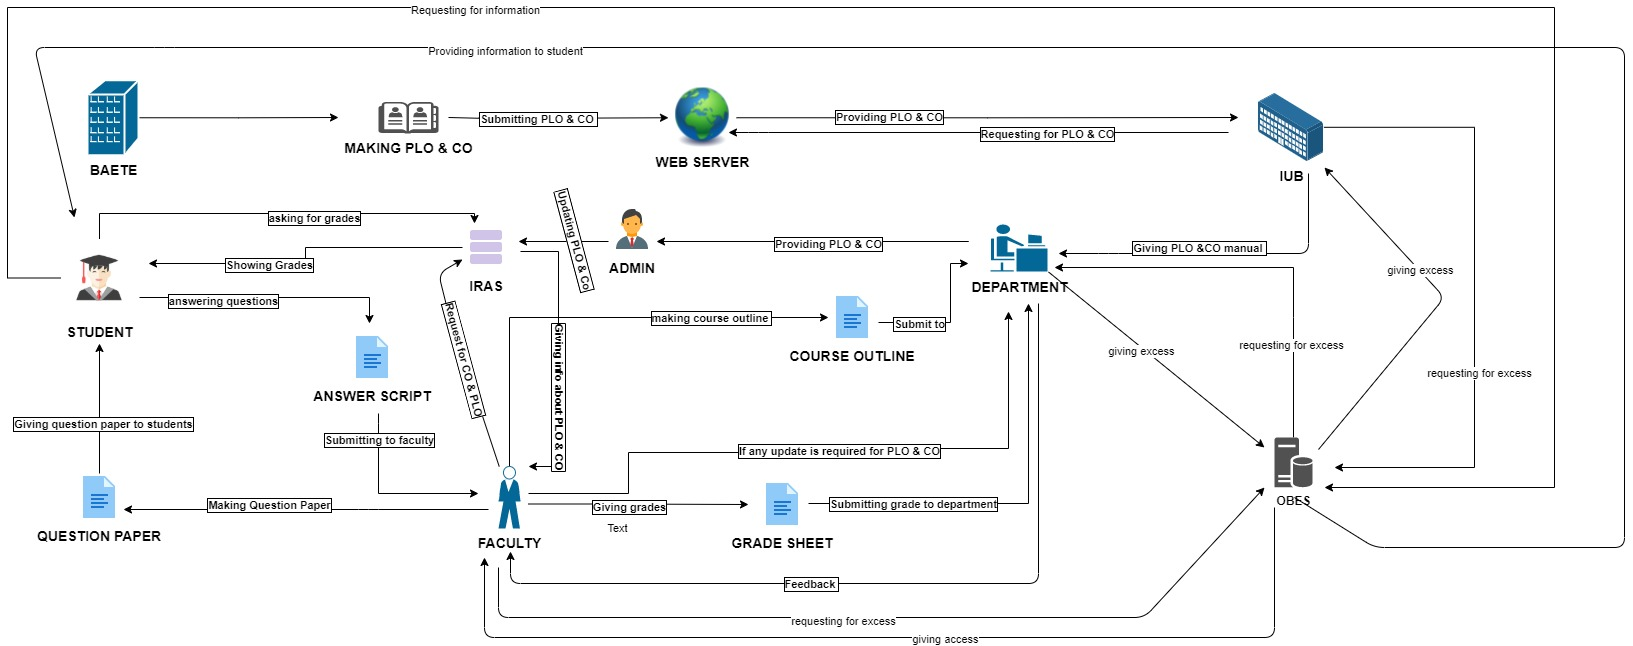 Requesting for information
Providing information to student
Submitting PLO & CO
Providing PLO & CO
Requesting for PLO & CO
MAKING PLO & CO
WEB SERVER
BAETE
IUB
asking for grades
Updating PLO & Co
Providing PLO & CO
Giving PLO &CO manual
Showing Grades
ADMIN
giving excess
IRAS
DEPARTMENT
answering questions
Request for CO & PLO
making course outline
Submit to
STUDENT
Giving info about PLO & CO
COURSE OUTLINE
giving excess
requesting for excess
requesting for excess
ANSWER SCRIPT
Giving question paper to students
Submitting to faculty
If any update is required for PLO & CO
Making Question Paper
Giving grades
Submitting grade to department
OBES
Text
QUESTION PAPER
FACULTY
GRADE SHEET
Feedback
requesting for excess
giving access